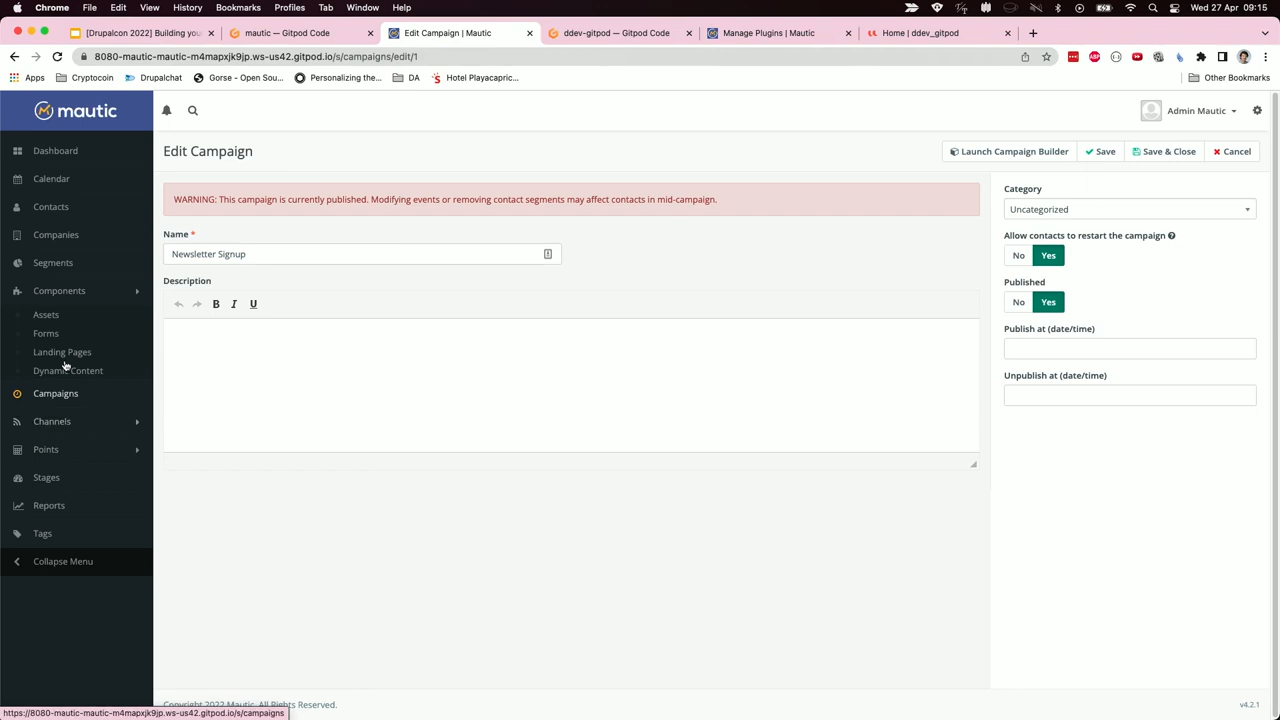 Chrome File Edit View History Bookmarks Profiles Tab Window Help Wed 27 Apr 09:15
[Drupalcon 2022] Building you mautic — Gitpod Code Edit Campaign | Mautic ddev-gitpod — Gitpod Code Manage Plugins | Mautic Home | ddev_gitpod
8080-mautic-mautic-m4mapxjk9jp.ws-us42.gitpod.io/s/campaigns/edit/1
Apps Cryptocoin Drupalchat Gorse - Open Sou... Personalizing the... DA Hotel Playacapric... Other Bookmarks
mautic
Admin Mautic
Dashboard
Calendar
Contacts
Companies
Segments
Components
Assets
Forms
Landing Pages
Dynamic Content
Campaigns
Channels
Points
Stages
Reports
Tags
Collapse Menu
Edit Campaign
Launch Campaign Builder Save Save & Close Cancel
WARNING: This campaign is currently published. Modifying events or removing contact segments may affect contacts in mid-campaign.
Name *
Newsletter Signup
Description
B I U
Category
Uncategorized
Allow contacts to restart the campaign
No Yes
Published
No Yes
Publish at (date/time)
Unpublish at (date/time)
Copyright 2022 Mautic. All Rights Reserved.
v4.2.1
https://8080-mautic-mautic-m4mapxjk9jp.ws-us42.gitpod.io/s/campaigns